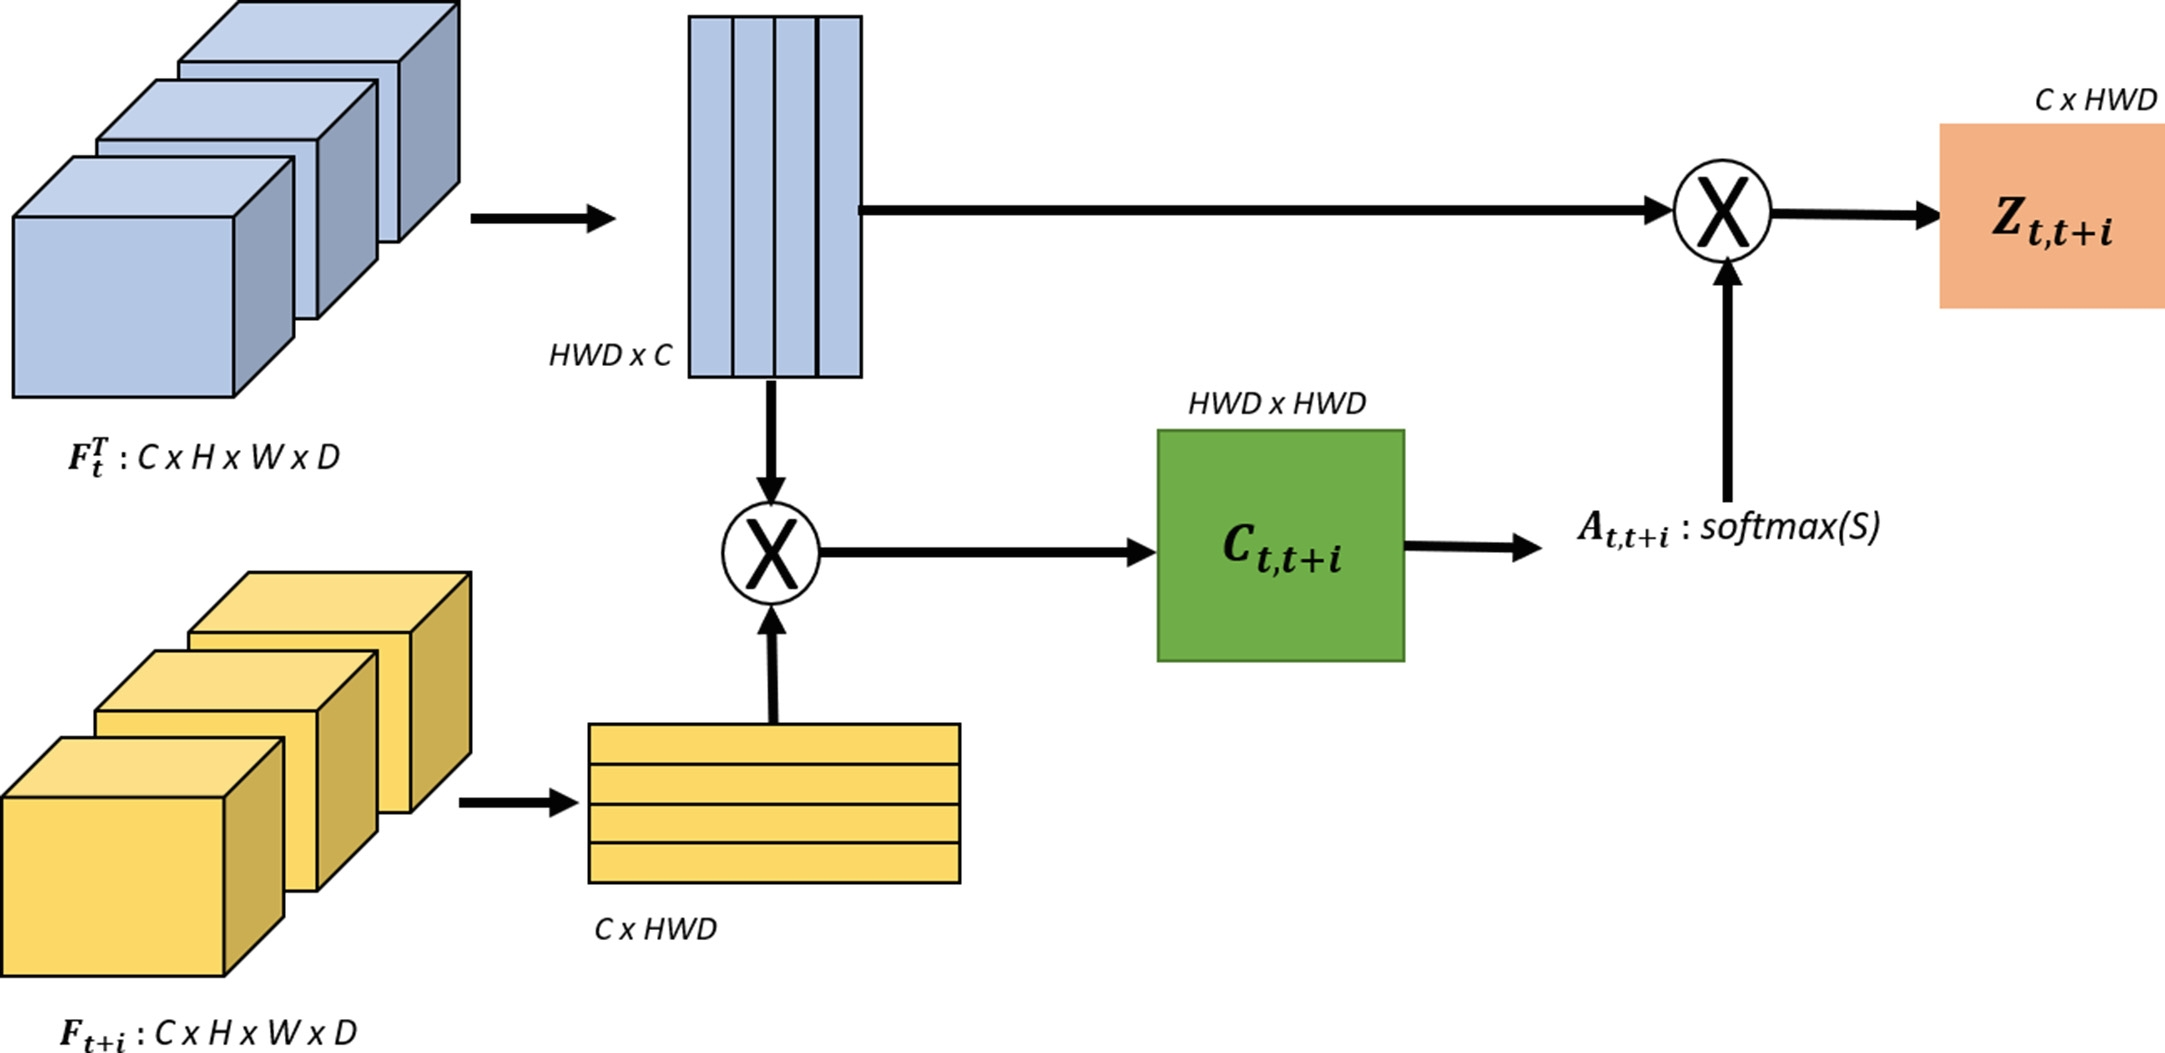 C x HWD
X
Z_{t,t+i}
HWD x C
HWD x HWD
F_t^T : C x H x W x D
X
C_{t,t+i}
A_{t,t+i} : softmax(S)
C x HWD
F_{t+i} : C x H x W x D